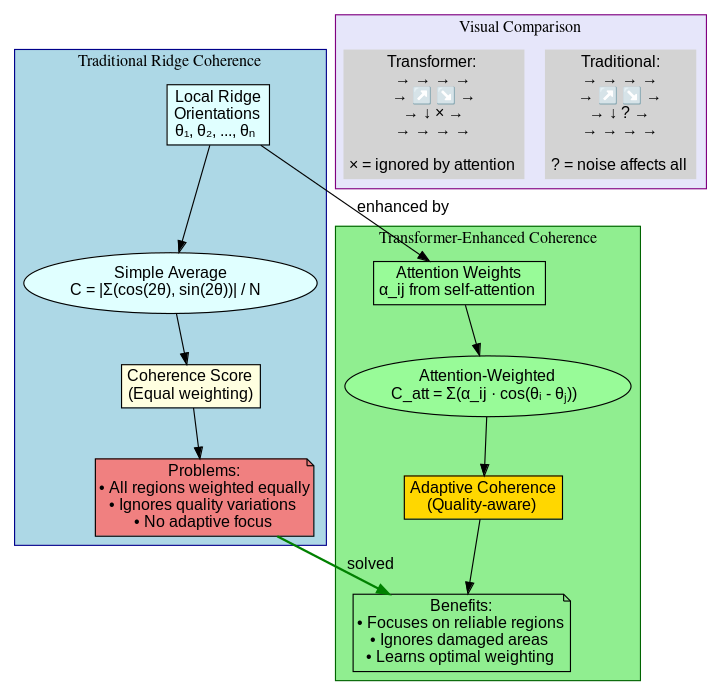 Traditional Ridge Coherence
Local Ridge
Orientations
θ₁, θ₂, ..., θₙ
Simple Average
C = |Σ(cos(2θ), sin(2θ))| / N
Coherence Score
(Equal weighting)
Problems:
• All regions weighted equally
• Ignores quality variations
• No adaptive focus
Visual Comparison
Transformer:
→ → → →
→ ↗️ ↘️ →
→ ↓ × →
→ → → →
× = ignored by attention
Traditional:
→ → → →
→ ↗️ ↘️ →
→ ↓ ? →
→ → → →
? = noise affects all
enhanced by
Transformer-Enhanced Coherence
Attention Weights
α_ij from self-attention
Attention-Weighted
C_att = Σ(α_ij · cos(θᵢ - θⱼ))
Adaptive Coherence
(Quality-aware)
solved
Benefits:
• Focuses on reliable regions
• Ignores damaged areas
• Learns optimal weighting